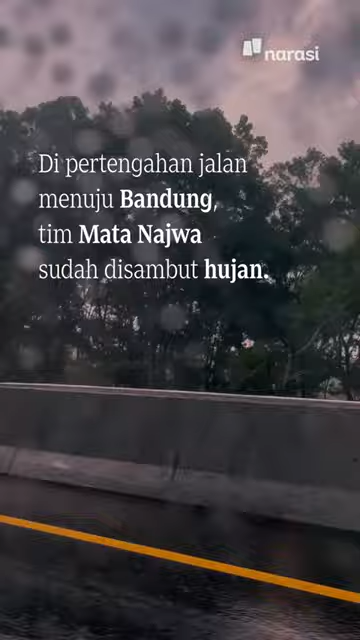 narasi
Di pertengahan jalan
menuju Bandung,
tim Mata Najwa
sudah disambut hujan.